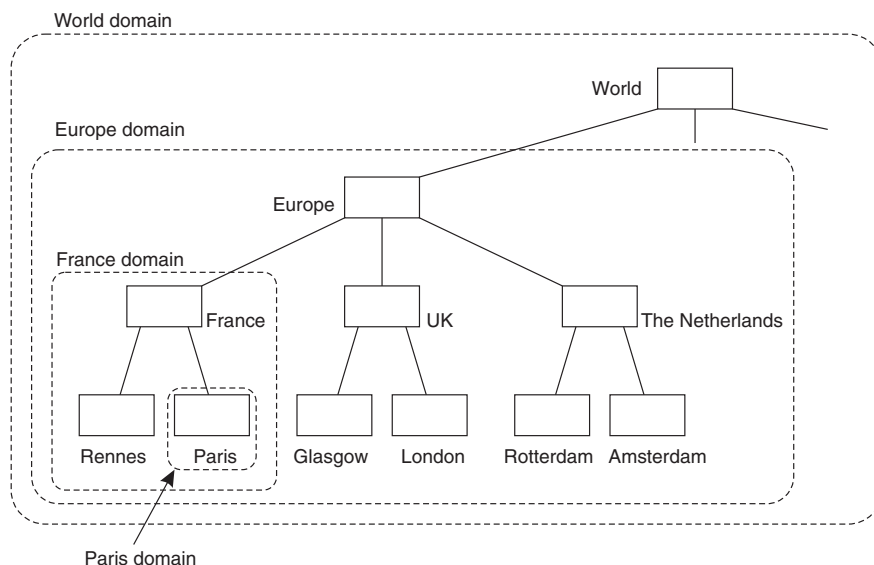 World domain
World
Europe domain
Europe
France domain
France
UK
The Netherlands
Rennes
Paris
Glasgow
London
Rotterdam
Amsterdam
Paris domain